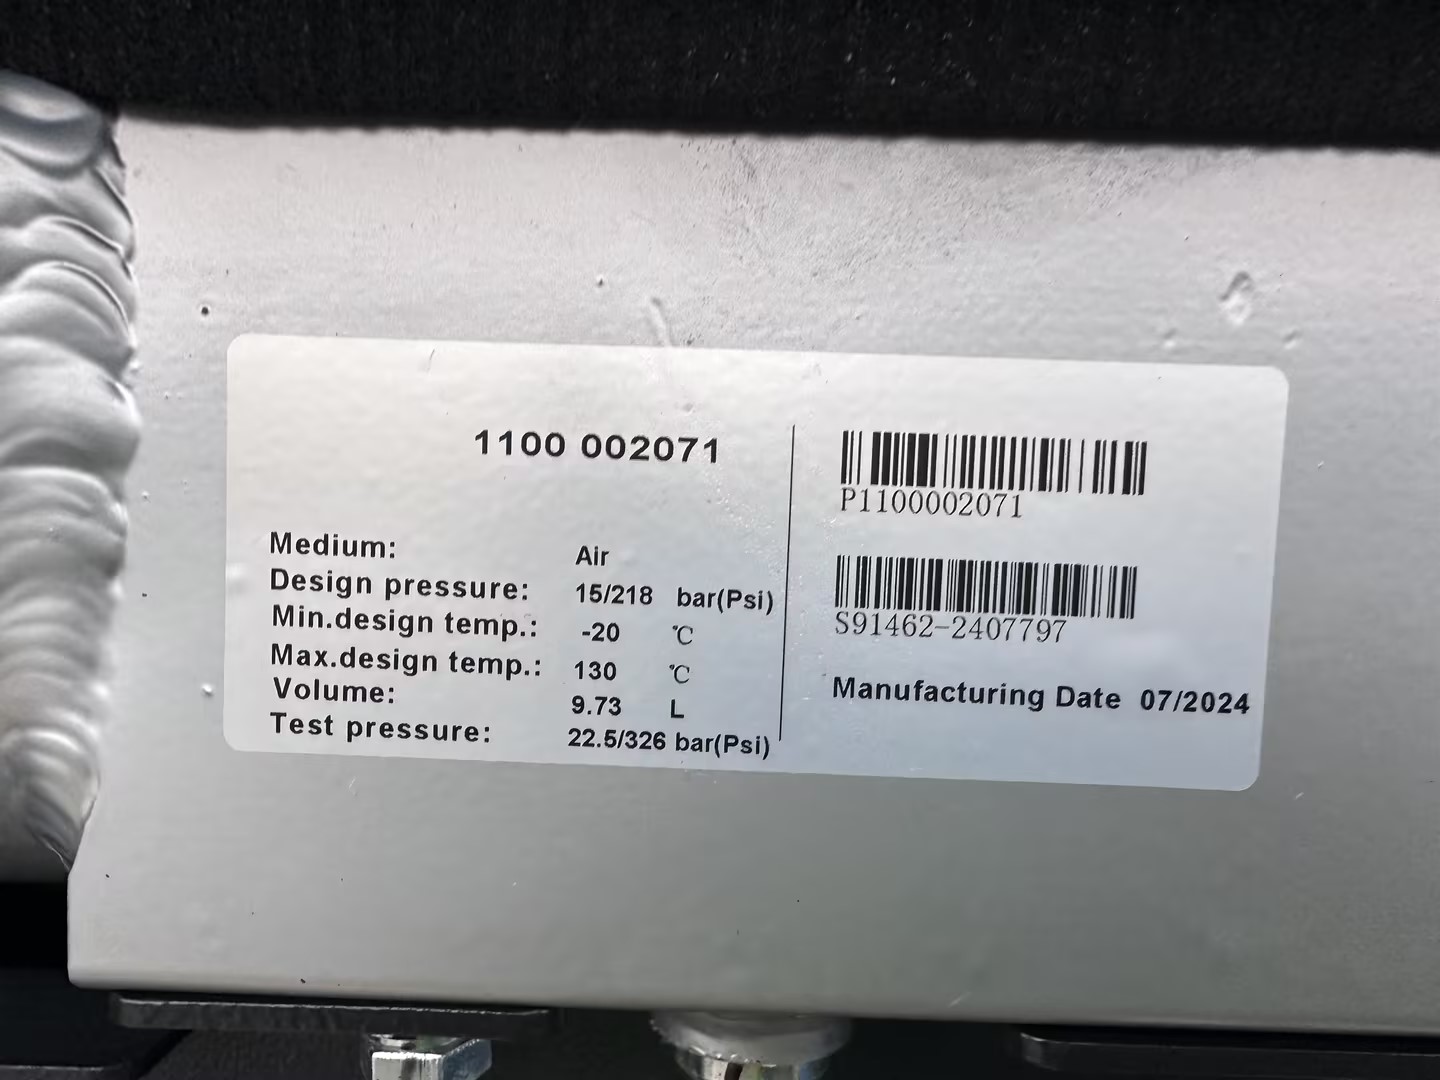 1100 002071
Medium: Air
Design pressure: 15/218 bar(Psi)
Min.design temp.: -20 ℃
Max.design temp.: 130 ℃
Volume: 9.73 L
Test pressure: 22.5/326 bar(Psi)
P1100002071
S91462-2407797
Manufacturing Date 07/2024